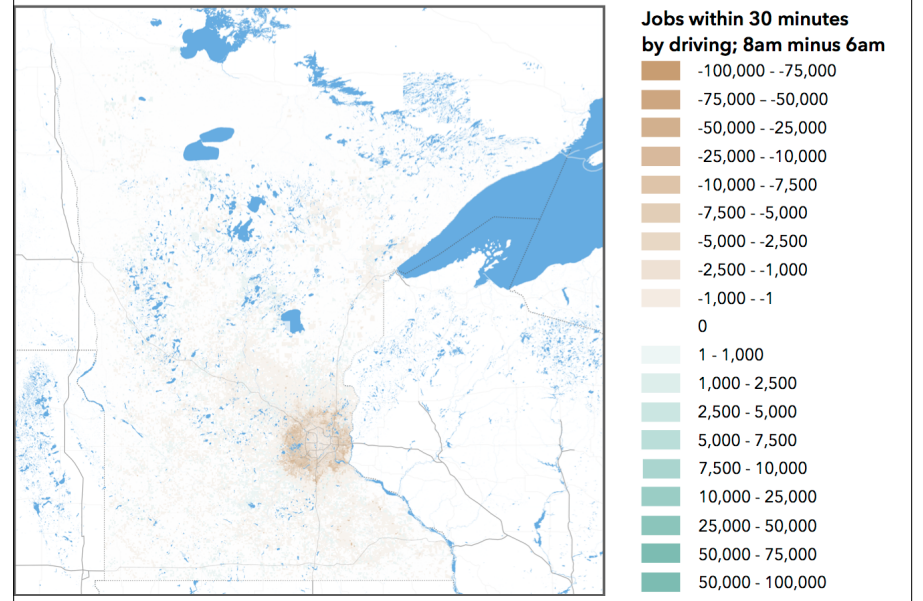 Jobs within 30 minutes
by driving; 8am minus 6am
-100,000 - -75,000
-75,000 - -50,000
-50,000 - -25,000
-25,000 - -10,000
-10,000 - -7,500
-7,500 - -5,000
-5,000 - -2,500
-2,500 - -1,000
-1,000 - -1
0
1 - 1,000
1,000 - 2,500
2,500 - 5,000
5,000 - 7,500
7,500 - 10,000
10,000 - 25,000
25,000 - 50,000
50,000 - 75,000
50,000 - 100,000